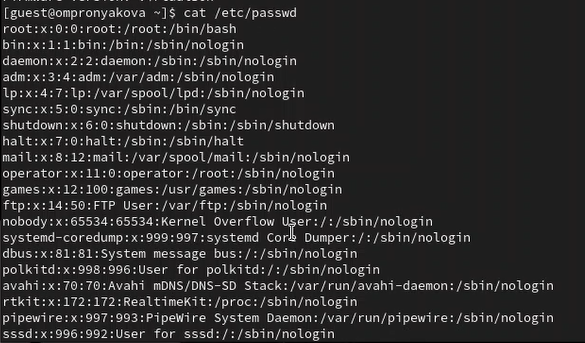 [guest@ompronyakova ~]$ cat /etc/passwd
root:x:0:0:root:/root:/bin/bash
bin:x:1:1:bin:/bin:/sbin/nologin
daemon:x:2:2:daemon:/sbin:/sbin/nologin
adm:x:3:4:adm:/var/adm:/sbin/nologin
lp:x:4:7:lp:/var/spool/lpd:/sbin/nologin
sync:x:5:0:sync:/sbin:/bin/sync
shutdown:x:6:0:shutdown:/sbin:/sbin/shutdown
halt:x:7:0:halt:/sbin:/sbin/halt
mail:x:8:12:mail:/var/spool/mail:/sbin/nologin
operator:x:11:0:operator:/root:/sbin/nologin
games:x:12:100:games:/usr/games:/sbin/nologin
ftp:x:14:50:FTP User:/var/ftp:/sbin/nologin
nobody:x:65534:65534:Kernel Overflow User:/:/sbin/nologin
systemd-coredump:x:999:997:systemd Core Dumper:/:/sbin/nologin
dbus:x:81:81:System message bus:/:/sbin/nologin
polkitd:x:998:996:User for polkitd:/:/sbin/nologin
avahi:x:70:70:Avahi mDNS/DNS-SD Stack:/var/run/avahi-daemon:/sbin/nologin
rtkit:x:172:172:RealtimeKit:/proc:/sbin/nologin
pipewire:x:997:993:PipeWire System Daemon:/var/run/pipewire:/sbin/nologin
sssd:x:996:992:User for sssd:/:/sbin/nologin